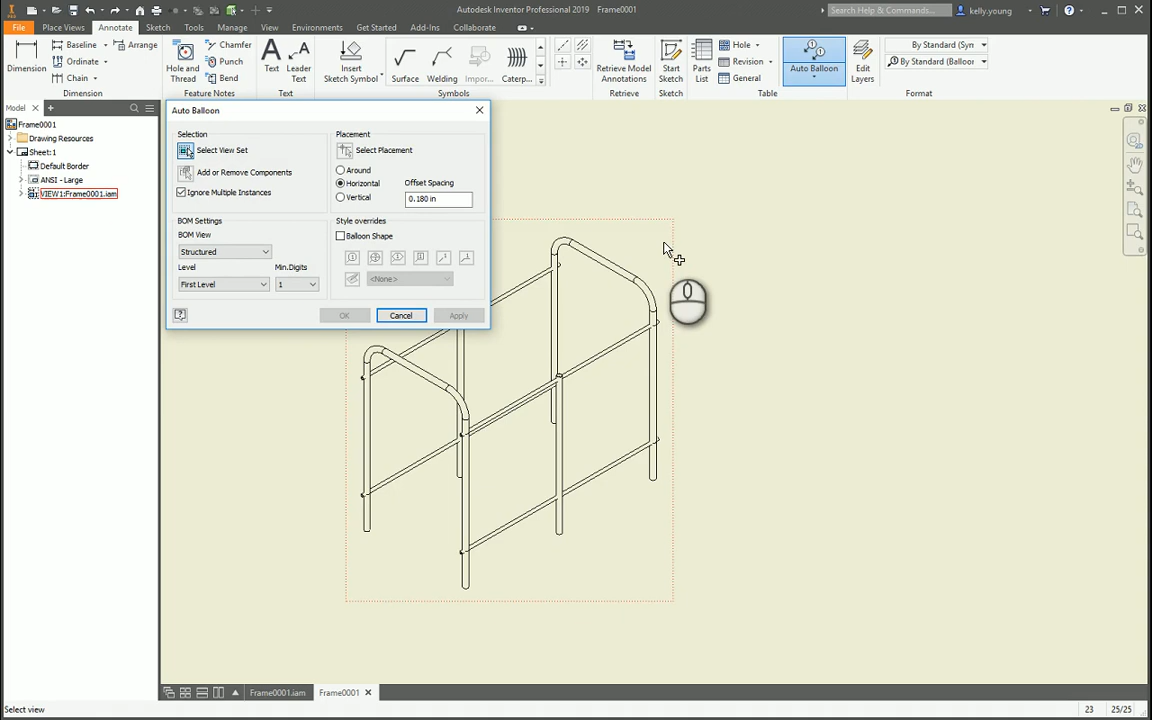 Autodesk Inventor Professional 2019 Frame0001
Search Help & Commands...
kelly.young
File Place Views Annotate Sketch Tools Manage View Environments Get Started Add-Ins Collaborate
Dimension
Baseline
Ordinate
Chain
Arrange
Dimension
Hole and Thread
Chamfer
Punch
Bend
Feature Notes
Text
Leader Text
Text
Insert Sketch Symbol
Surface
Welding
Impor...
Caterp...
Symbols
Retrieve Model Annotations
Retrieve
Start Sketch
Sketch
Parts List
Hole
Revision
General
Table
Auto Balloon
Edit Layers
By Standard (Syn
By Standard (Balloor
Format
Model
Frame0001
Drawing Resources
Sheet:1
Default Border
ANSI - Large
VIEW1:Frame0001.iam
Auto Balloon
Selection
Select View Set
Add or Remove Components
Ignore Multiple Instances
Placement
Select Placement
Around
Horizontal
Vertical
Offset Spacing
0.180 in
BOM Settings
BOM View
Structured
Level
First Level
Min.Digits
1
Style overrides
Balloon Shape
<None>
OK
Cancel
Apply
Frame0001.iam
Frame0001
Select view
23
25/25